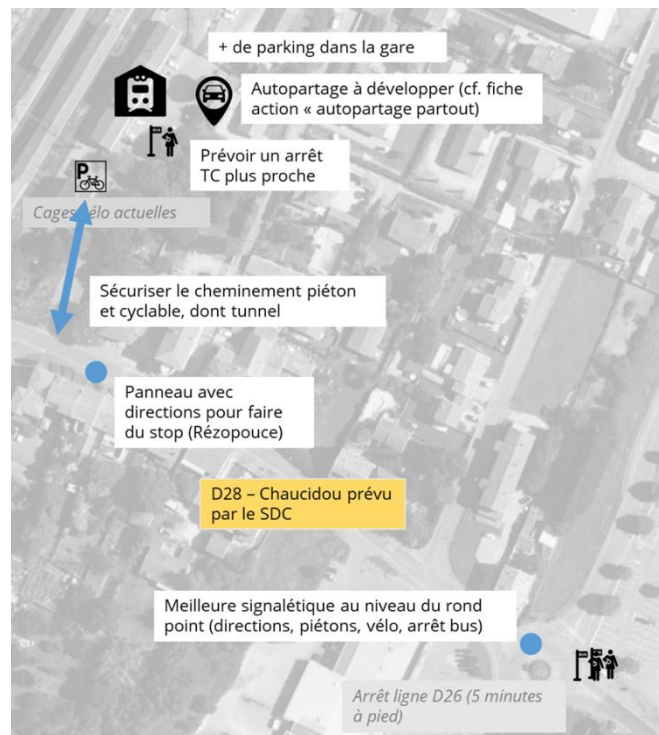 + de parking dans la gare
Autopartage à développer (cf. fiche
action « autopartage partout)
Prévoir un arrêt
TC plus proche
P
Cages vélo actuelles
Sécuriser le cheminement piéton
et cyclable, dont tunnel
Panneau avec
directions pour faire
du stop (Rézopouce)
D28 – Chaucidou prévu
par le SDC
Meilleure signalétique au niveau du rond
point (directions, piétons, vélo, arrêt bus)
Arrêt ligne D26 (5 minutes
à pied)